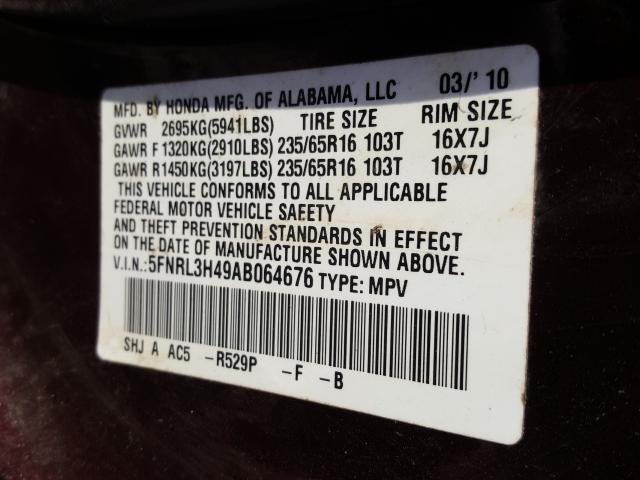 MFD. BY HONDA MFG. OF ALABAMA, LLC 03/'10
GVWR 2695KG(5941LBS) TIRE SIZE RIM SIZE
GAWR F 1320KG(2910LBS) 235/65R16 103T 16X7J
GAWR R1450KG(3197LBS) 235/65R16 103T 16X7J
THIS VEHICLE CONFORMS TO ALL APPLICABLE
FEDERAL MOTOR VEHICLE SAFETY
AND THEFT PREVENTION STANDARDS IN EFFECT
ON THE DATE OF MANUFACTURE SHOWN ABOVE.
V.I.N.:5FNRL3H49AB064676 TYPE: MPV
SHJ A AC5 -R529P -F -B